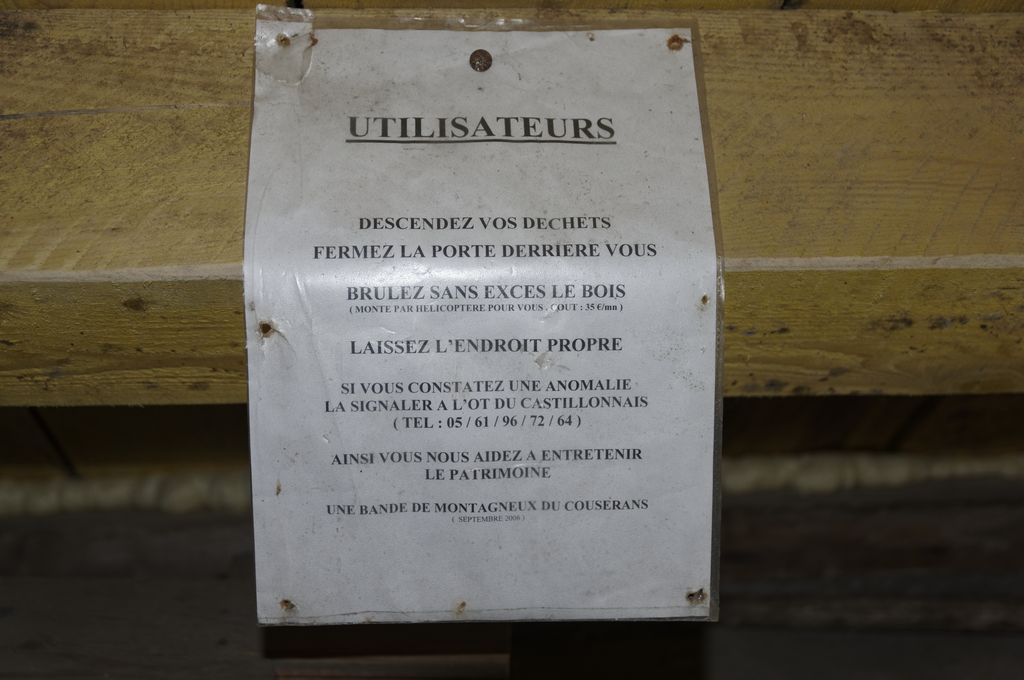 UTILISATEURS
DESCENDEZ VOS DECHETS
FERMEZ LA PORTE DERRIERE VOUS
BRULEZ SANS EXCES LE BOIS
( MONTE PAR HELICOPTERE POUR VOUS . COUT : 35 €/mn )
LAISSEZ L'ENDROIT PROPRE
SI VOUS CONSTATEZ UNE ANOMALIE
LA SIGNALER A L'OT DU CASTILLONNAIS
( TEL : 05 / 61 / 96 / 72 / 64 )
AINSI VOUS NOUS AIDEZ A ENTRETENIR
LE PATRIMOINE
UNE BANDE DE MONTAGNEUX DU COUSERANS
( SEPTEMBRE 2006 )